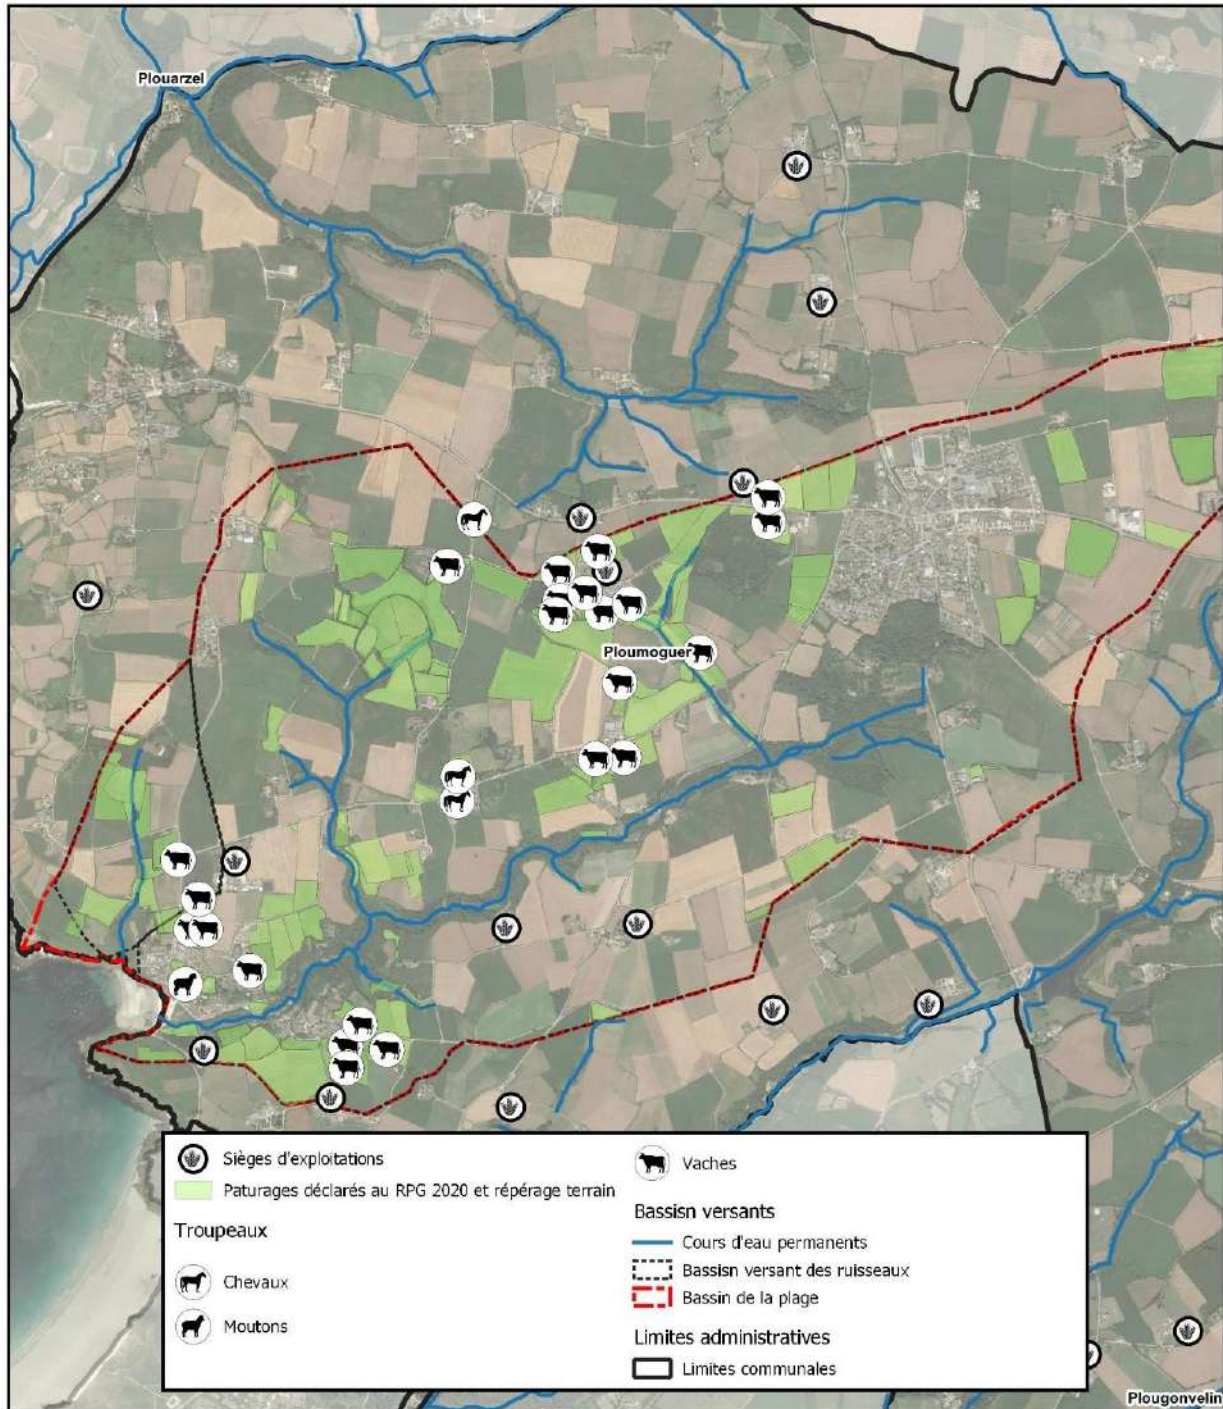 Plouarzel
Ploumoguer
Sièges d'exploitations
Paturages déclarés au RPG 2020 et répérage terrain
Troupeaux
Chevaux
Moutons
Vaches
Bassisn versants
Cours d'eau permanents
Bassisn versant des ruisseaux
Bassin de la plage
Limites administratives
Limites communales
Plougonvelin